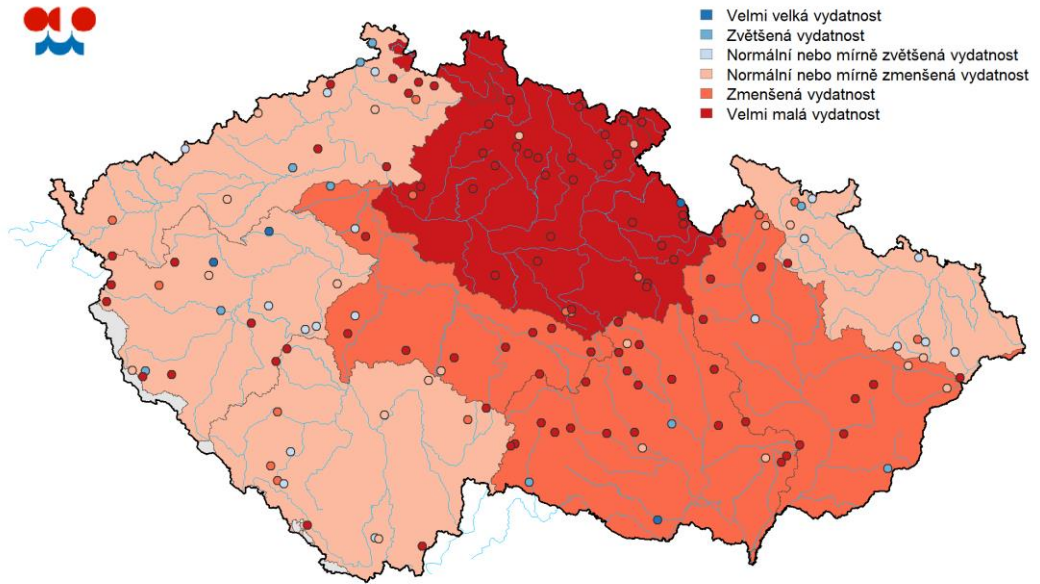 Velmi velká vydatnost
Zvětšená vydatnost
Normální nebo mírně zvětšená vydatnost
Normální nebo mírně zmenšená vydatnost
Zmenšená vydatnost
Velmi malá vydatnost